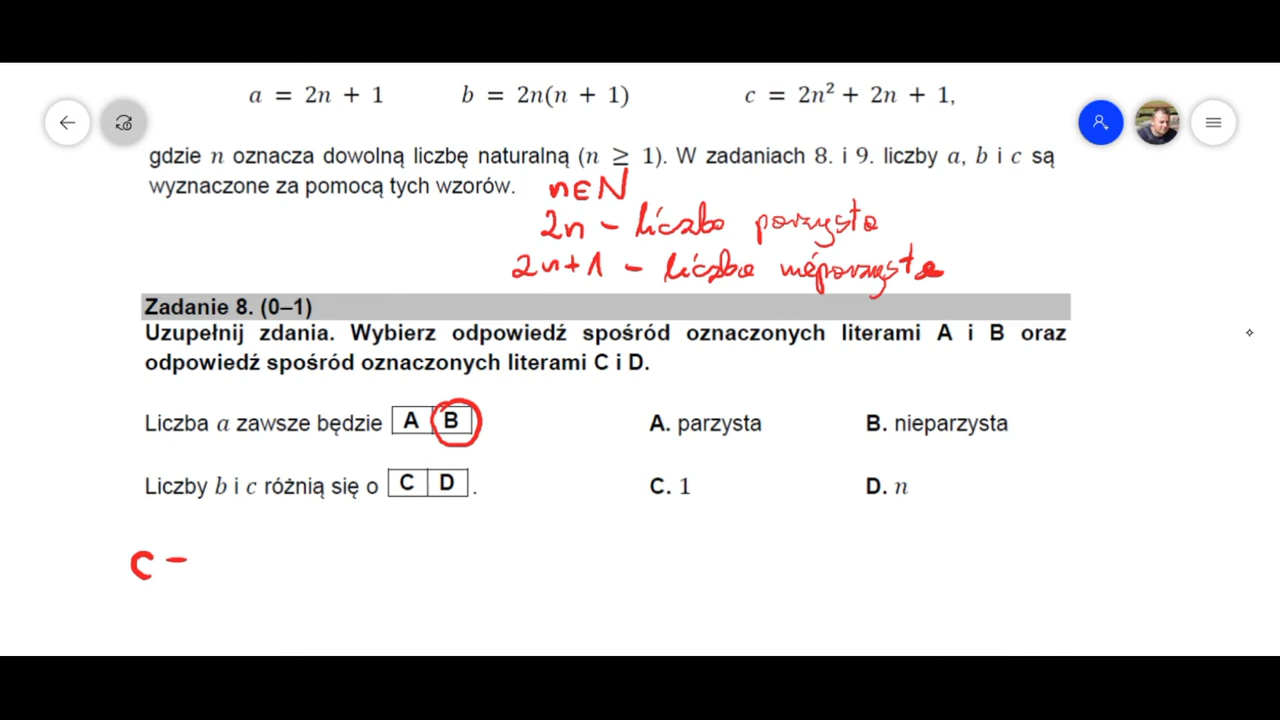 a = 2n + 1 b = 2n(n + 1) c = 2n² + 2n + 1,
gdzie n oznacza dowolną liczbę naturalną (n ≥ 1). W zadaniach 8. i 9. liczby a, b i c są
wyznaczone za pomocą tych wzorów.
n∈N
2n – liczba parzysta
2n+1 – liczba nieparzysta
Zadanie 8. (0–1)
Uzupełnij zdania. Wybierz odpowiedź spośród oznaczonych literami A i B oraz
odpowiedź spośród oznaczonych literami C i D.
Liczba a zawsze będzie A B . A. parzysta B. nieparzysta
Liczby b i c różnią się o C D . C. 1 D. n
c –